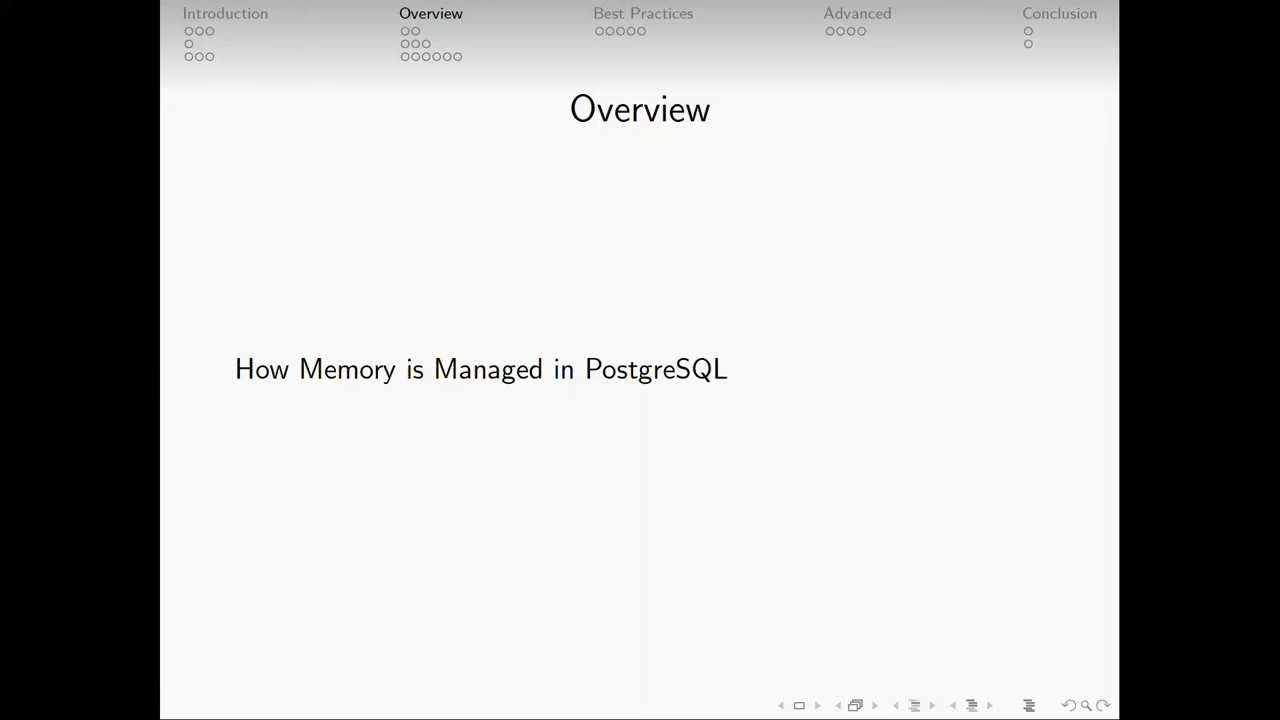 Introduction
Overview
Best Practices
Advanced
Conclusion
Overview
How Memory is Managed in PostgreSQL